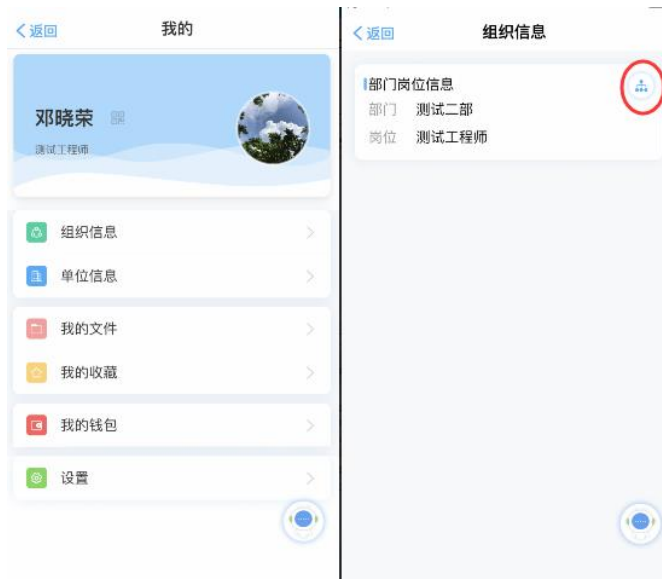 返回
我的
邓晓荣
测试工程师
组织信息
单位信息
我的文件
我的收藏
我的钱包
设置
返回
组织信息
部门岗位信息
部门 测试二部
岗位 测试工程师